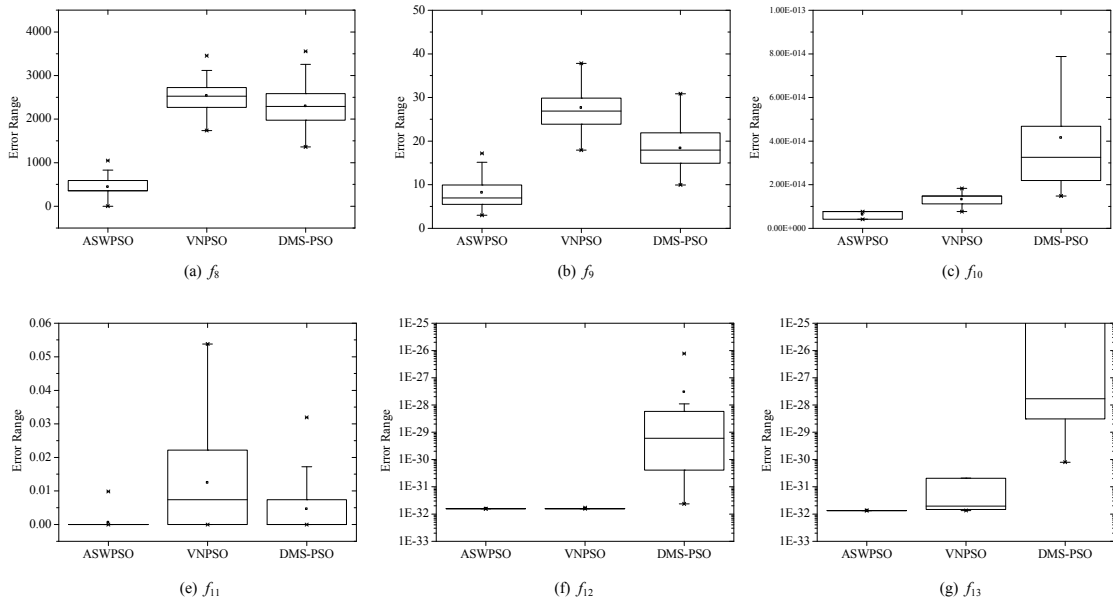 4000
3000
2000
1000
0
Error Range
ASWPSO
VNPSO
DMS-PSO
(a) f8
50
40
30
20
10
0
Error Range
ASWPSO
VNPSO
DMS-PSO
(b) f9
1.00E-013
8.00E-014
6.00E-014
4.00E-014
2.00E-014
0.00E+000
Error Range
ASWPSO
VNPSO
DMS-PSO
(c) f10
0.06
0.05
0.04
0.03
0.02
0.01
0.00
Error Range
ASWPSO
VNPSO
DMS-PSO
(e) f11
1E-25
1E-26
1E-27
1E-28
1E-29
1E-30
1E-31
1E-32
1E-33
Error Range
ASWPSO
VNPSO
DMS-PSO
(f) f12
1E-25
1E-26
1E-27
1E-28
1E-29
1E-30
1E-31
1E-32
1E-33
Error Range
ASWPSO
VNPSO
DMS-PSO
(g) f13